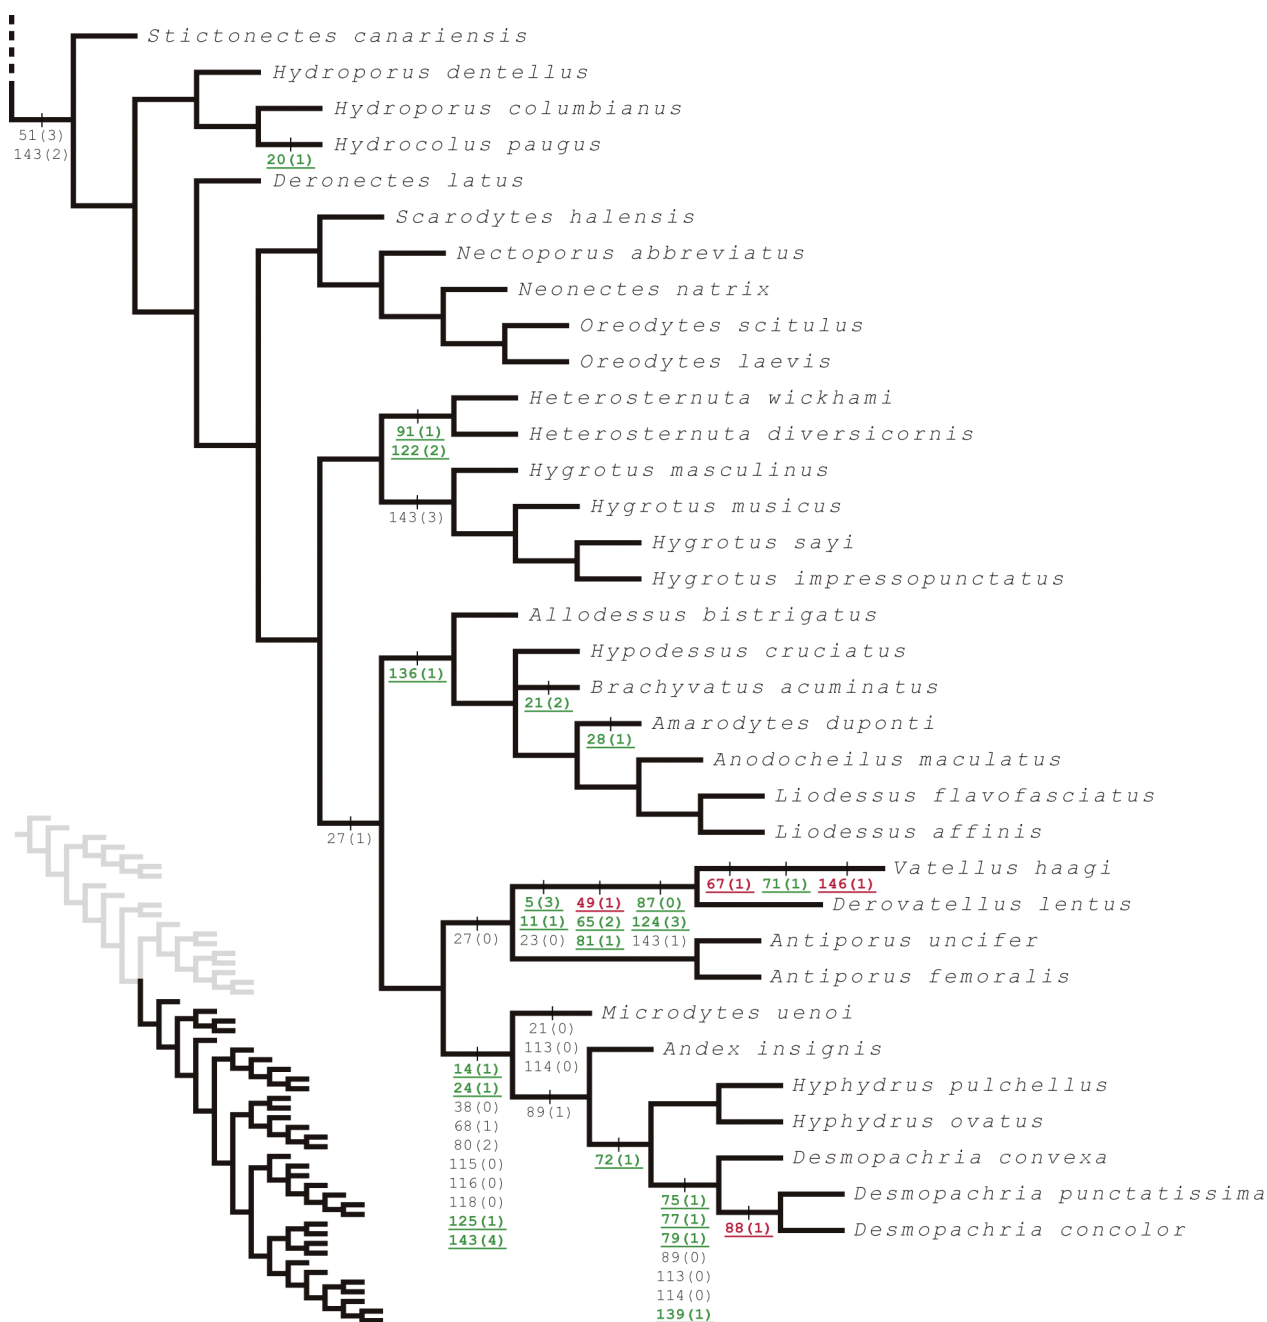 Stictonectes canariensis
Hydroporus dentellus
Hydroporus columbianus
51(3)
143(2)
Hydrocolus paugus
20(1)
Deronectes latus
Scarodytes halensis
Nectoporus abbreviatus
Neonectes natrix
Oreodytes scitulus
Oreodytes laevis
Heterosternuta wickhami
91(1)
122(2)
Heterosternuta diversicornis
Hygrotus masculinus
143(3)
Hygrotus musicus
Hygrotus sayi
Hygrotus impressopunctatus
Allodessus bistrigatus
136(1)
Hypodessus cruciatus
Brachyvatus acuminatus
21(2)
Amarodytes duponti
28(1)
Anodocheilus maculatus
Liodessus flavofasciatus
Liodessus affinis
27(1)
Vatellus haagi
67(1) 71(1) 146(1)
Derovatellus lentus
5(3) 49(1) 87(0)
11(1) 65(2) 124(3)
23(0) 81(1) 143(1)
27(0)
Antiporus uncifer
Antiporus femoralis
Microdytes uenoi
21(0)
113(0)
114(0)
Andex insignis
14(1)
24(1)
38(0)
68(1)
80(2)
115(0)
116(0)
118(0)
125(1)
143(4)
89(1)
Hyphydrus pulchellus
Hyphydrus ovatus
72(1)
Desmopachria convexa
Desmopachria punctatissima
Desmopachria concolor
88(1)
75(1)
77(1)
79(1)
89(0)
113(0)
114(0)
139(1)